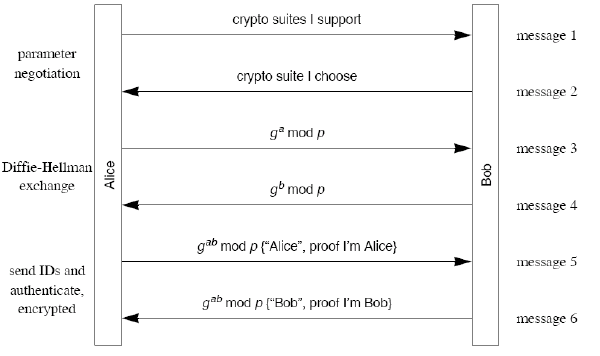 crypto suites I support
message 1
parameter
negotiation
crypto suite I choose
message 2
g^a mod p
message 3
Diffie-Hellman
exchange
Alice
Bob
g^b mod p
message 4
g^ab mod p {“Alice”, proof I’m Alice}
message 5
send IDs and
authenticate,
encrypted
g^ab mod p {“Bob”, proof I’m Bob}
message 6